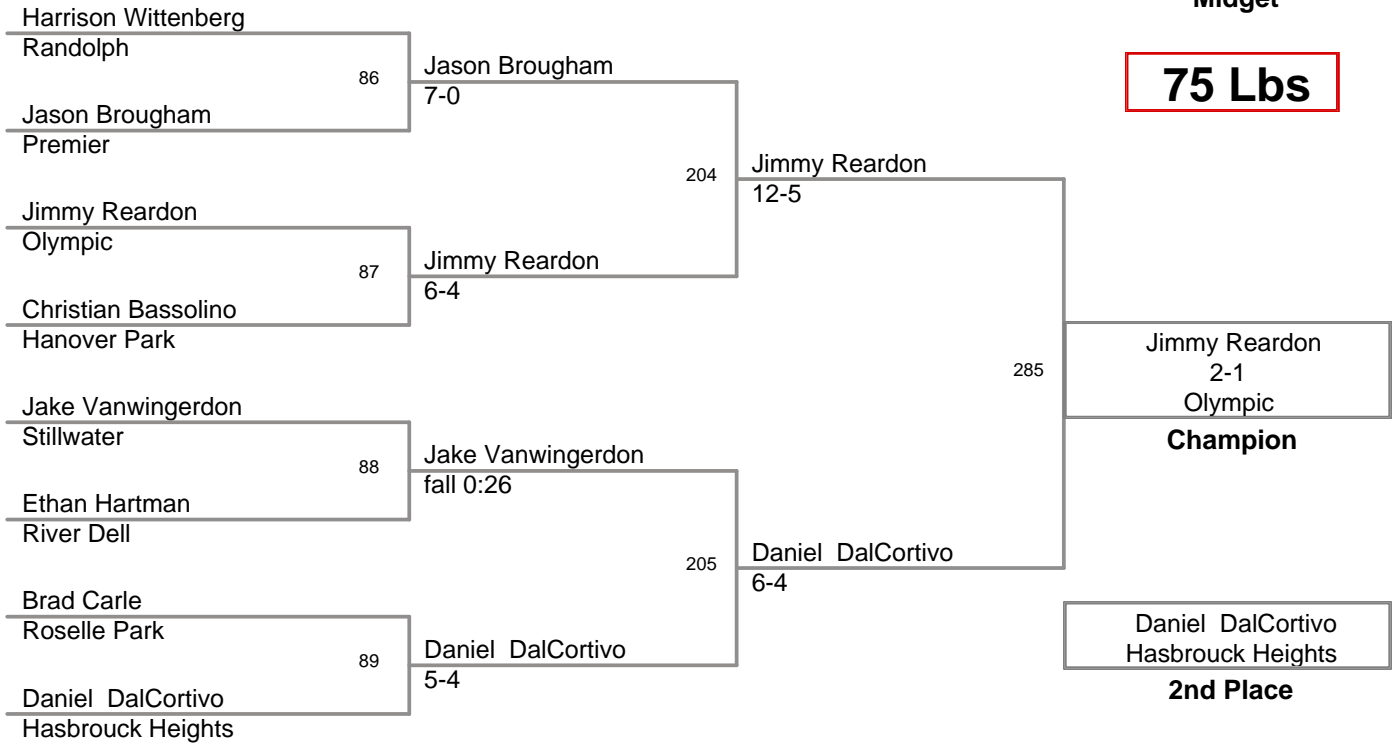 Midget
75 Lbs
Harrison Wittenberg
Randolph
86
Jason Brougham
Premier
Jason Brougham
7-0
204
Jimmy Reardon
Olympic
87
Christian Bassolino
Hanover Park
Jimmy Reardon
6-4
Jimmy Reardon
12-5
285
Jake Vanwingerdon
Stillwater
88
Ethan Hartman
River Dell
Jake Vanwingerdon
fall 0:26
205
Brad Carle
Roselle Park
89
Daniel DalCortivo
Hasbrouck Heights
Daniel DalCortivo
5-4
Daniel DalCortivo
6-4
Jimmy Reardon
2-1
Olympic
Champion
Daniel DalCortivo
Hasbrouck Heights
2nd Place